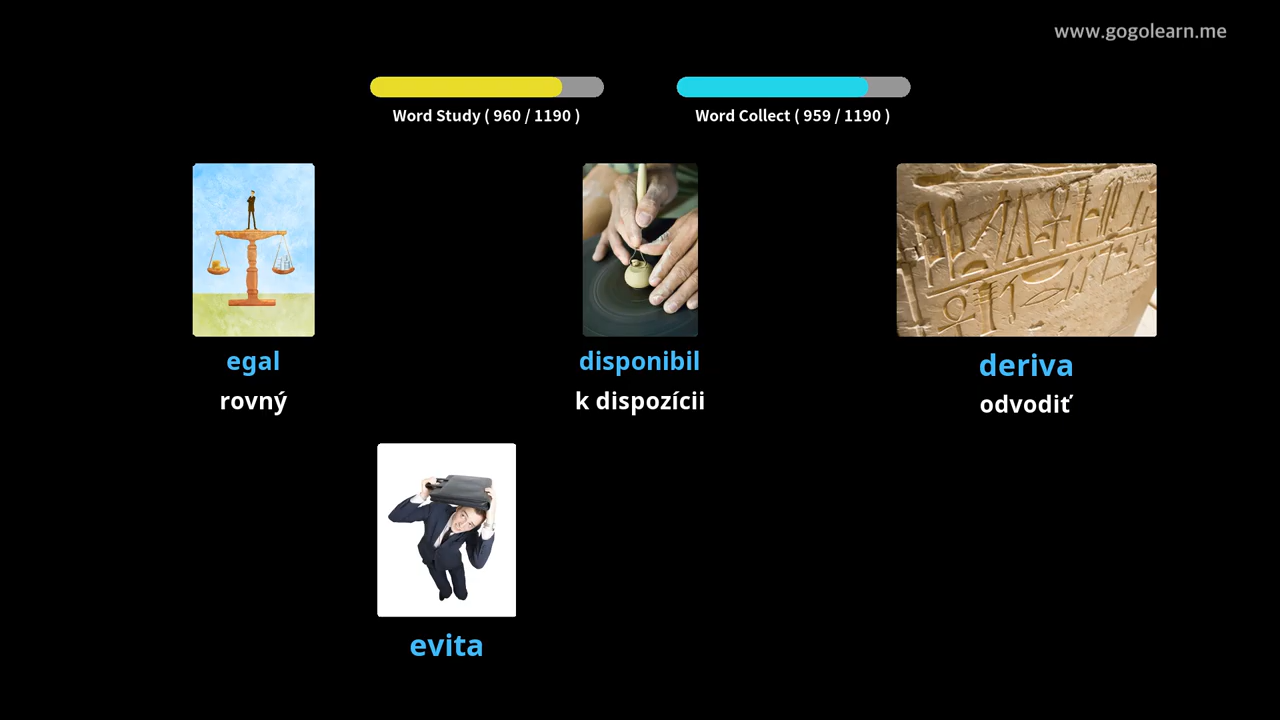 www.gogolearn.me
Word Study ( 960 / 1190 )
Word Collect ( 959 / 1190 )
egal
disponibil
deriva
rovný
k dispozícii
odvodiť
evita